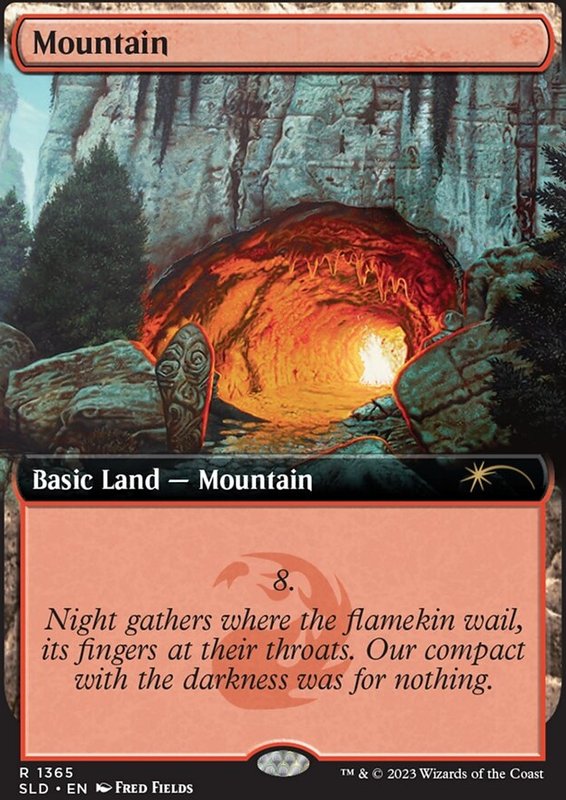 Mountain
Basic Land — Mountain
8.
Night gathers where the flamekin wail,
its fingers at their throats. Our compact
with the darkness was for nothing.
R 1365
SLD • EN FRED FIELDS
™ & © 2023 Wizards of the Coast